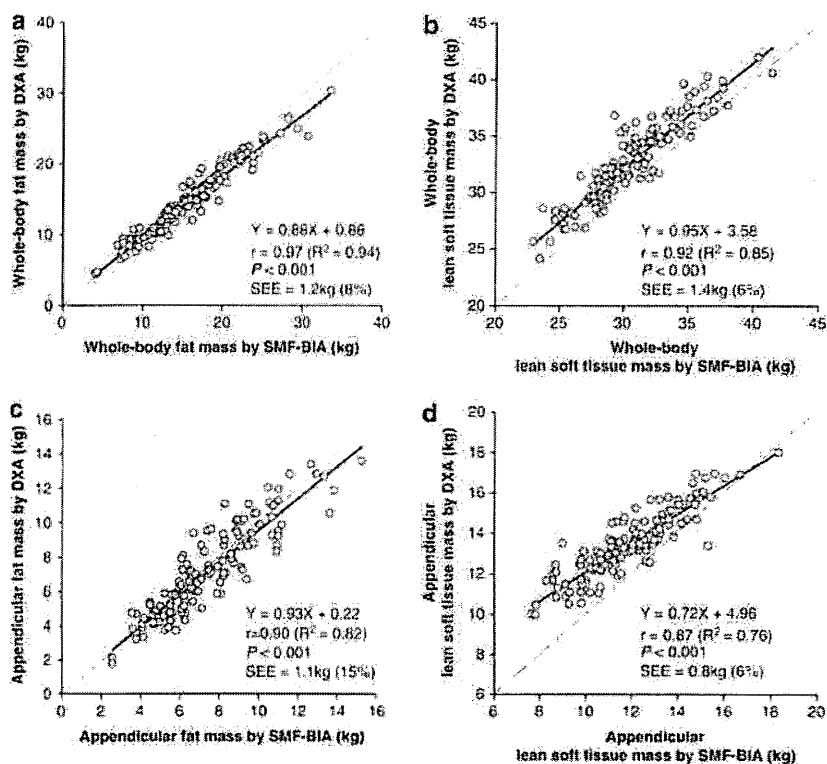 a
40
30
20
10
0
Whole-body fat mass by DXA (kg)
Y = 0.88X + 0.86
r = 0.97 (R² = 0.94)
P < 0.001
SEE = 1.2kg (8%)
0 10 20 30 40
Whole-body fat mass by SMF-BIA (kg)
b
45
40
35
30
25
20
Whole-body
lean soft tissue mass by DXA (kg)
Y = 0.95X + 3.58
r = 0.92 (R² = 0.85)
P < 0.001
SEE = 1.4kg (6%)
20 25 30 35 40 45
Whole-body
lean soft tissue mass by SMF-BIA (kg)
c
16
14
12
10
8
6
4
2
0
Appendicular fat mass by DXA (kg)
Y = 0.93X + 0.22
r=0.90 (R² = 0.82)
P < 0.001
SEE = 1.1kg (15%)
0 2 4 6 8 10 12 14 16
Appendicular fat mass by SMF-BIA (kg)
d
20
18
16
14
12
10
8
6
Appendicular
lean soft tissue mass by DXA (kg)
Y = 0.72X + 4.96
r = 0.87 (R² = 0.76)
P < 0.001
SEE = 0.8kg (6%)
6 8 10 12 14 16 18 20
Appendicular
lean soft tissue mass by SMF-BIA (kg)